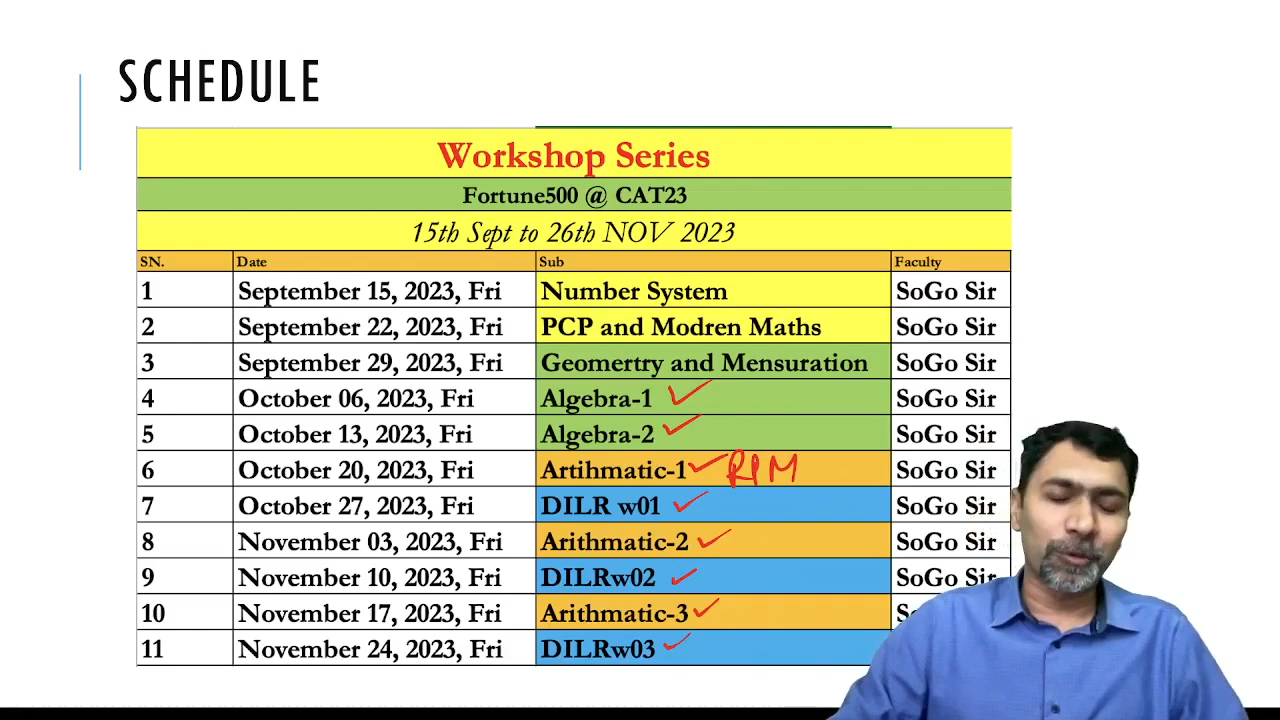 SCHEDULE
Workshop Series
Fortune500 @ CAT23
15th Sept to 26th NOV 2023
SN. Date Sub Faculty
1 September 15, 2023, Fri Number System SoGo Sir
2 September 22, 2023, Fri PCP and Modren Maths SoGo Sir
3 September 29, 2023, Fri Geomertry and Mensuration SoGo Sir
4 October 06, 2023, Fri Algebra-1 SoGo Sir
5 October 13, 2023, Fri Algebra-2 SoGo Sir
6 October 20, 2023, Fri Artihmatic-1 SoGo Sir
7 October 27, 2023, Fri DILR w01 SoGo Sir
8 November 03, 2023, Fri Arithmatic-2 SoGo Sir
9 November 10, 2023, Fri DILRw02 SoGo Sir
10 November 17, 2023, Fri Arithmatic-3
11 November 24, 2023, Fri DILRw03